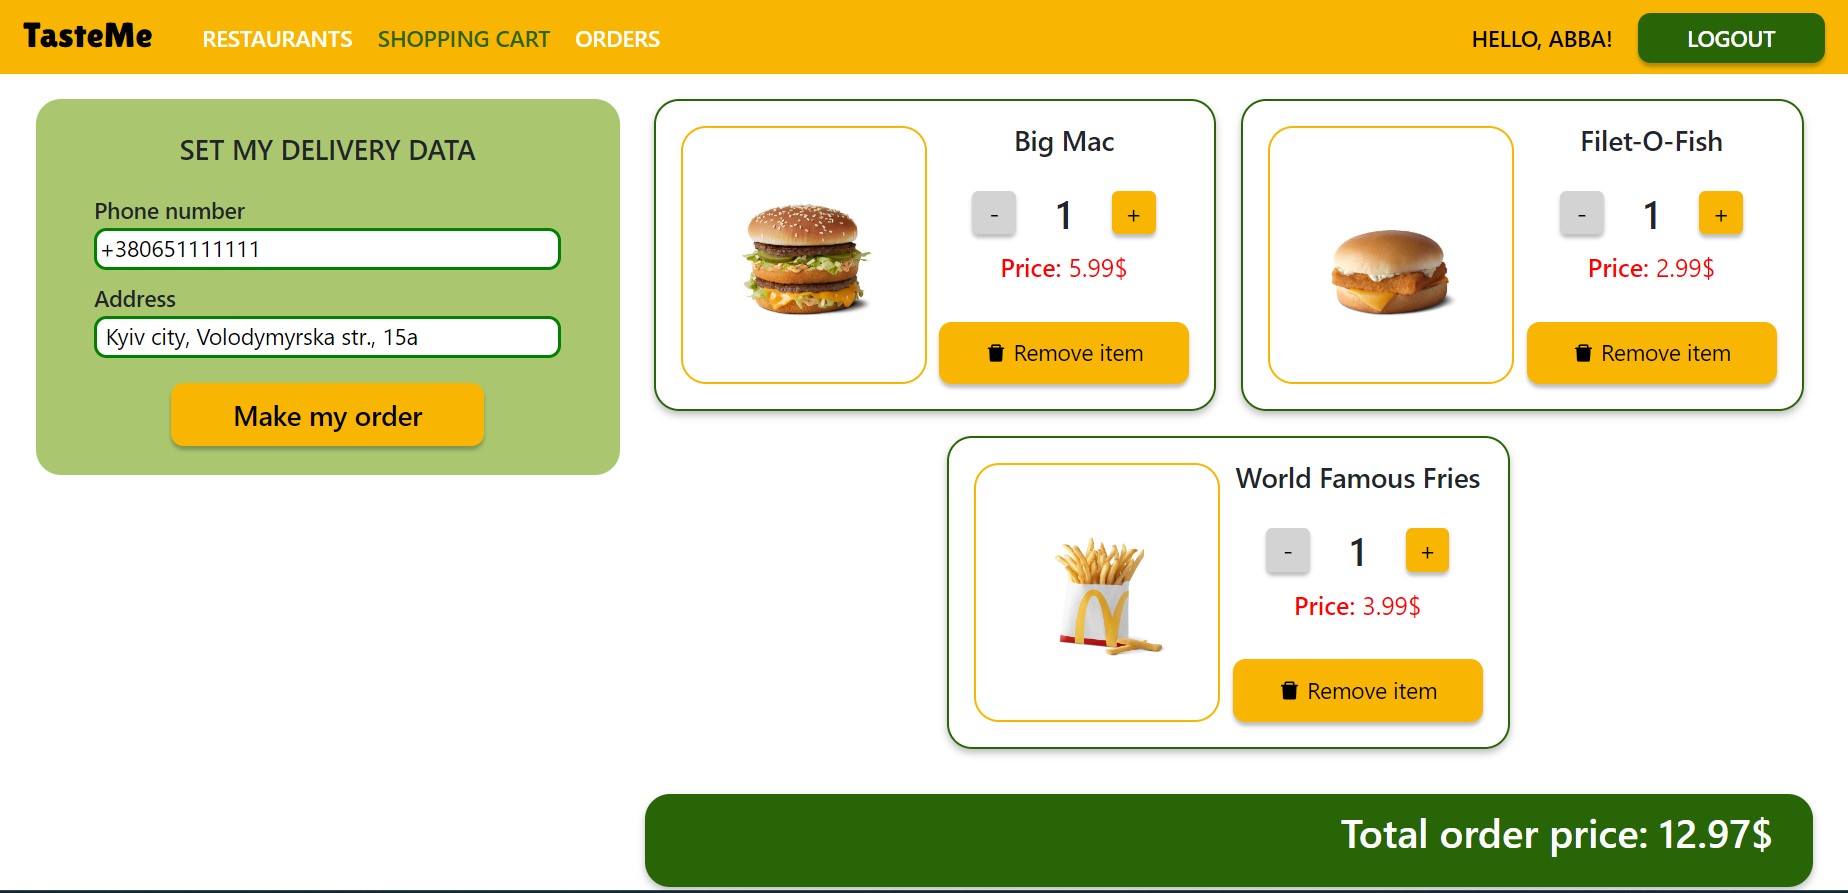 TasteMe
RESTAURANTS SHOPPING CART ORDERS
HELLO, ABBA!
LOGOUT
SET MY DELIVERY DATA
Phone number
+380651111111
Address
Kyiv city, Volodymyrska str., 15a
Make my order
Big Mac
- 1 +
Price: 5.99$
Remove item
Filet-O-Fish
- 1 +
Price: 2.99$
Remove item
World Famous Fries
- 1 +
Price: 3.99$
Remove item
Total order price: 12.97$